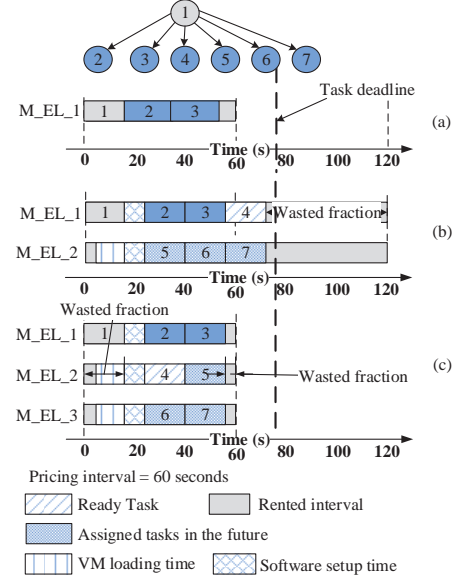 1
2 3 4 5 6 7
Task deadline
M_EL_1 1 2 3
(a)
Time (s)
0 20 40 60 80 100 120
M_EL_1 1 2 3 4 Wasted fraction
(b)
M_EL_2 5 6 7
Time (s)
0 20 40 60 80 100 120
Wasted fraction
M_EL_1 2 3
(c)
M_EL_2 4 5 Wasted fraction
M_EL_3 6 7
Time (s)
0 20 40 60 80 100 120
Pricing interval = 60 seconds
Ready Task Rented interval
Assigned tasks in the future
VM loading time Software setup time